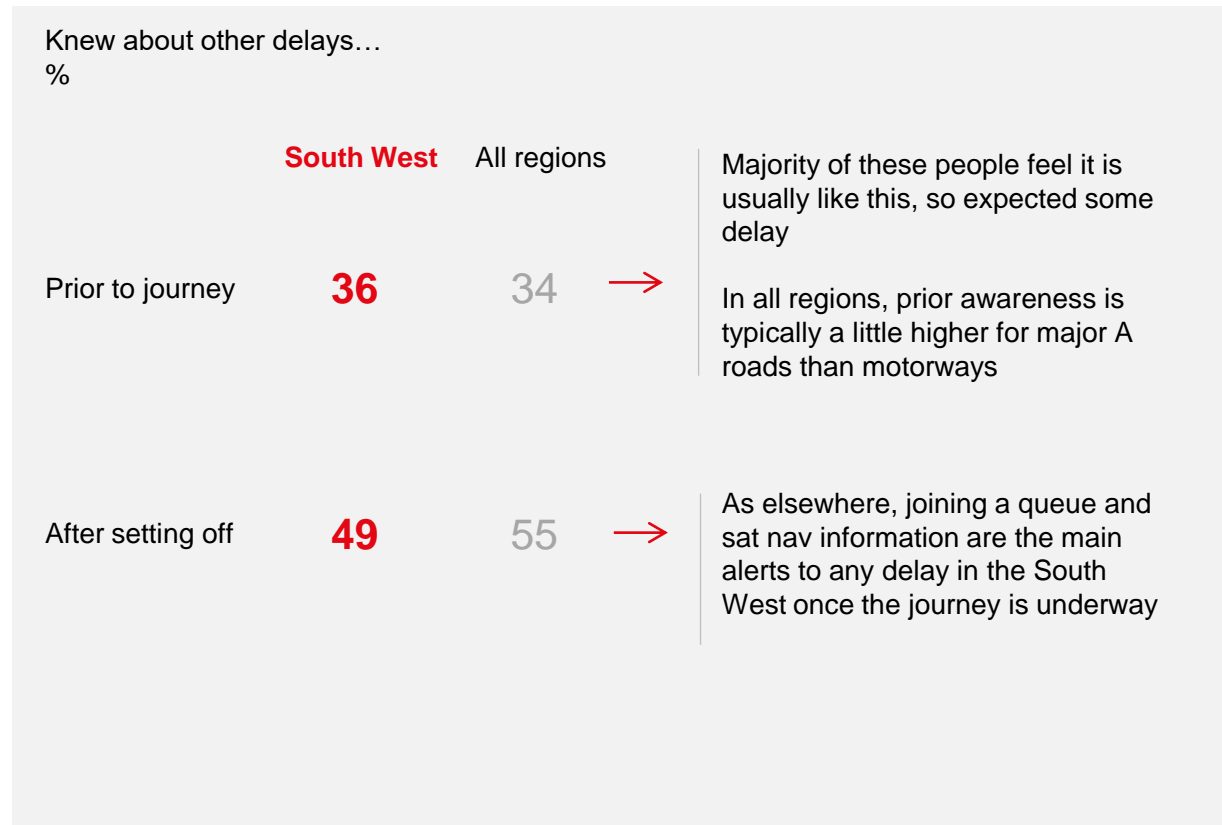 Knew about other delays…
%
South West All regions
Prior to journey 36 34
Majority of these people feel it is
usually like this, so expected some
delay
In all regions, prior awareness is
typically a little higher for major A
roads than motorways
After setting off 49 55
As elsewhere, joining a queue and
sat nav information are the main
alerts to any delay in the South
West once the journey is underway